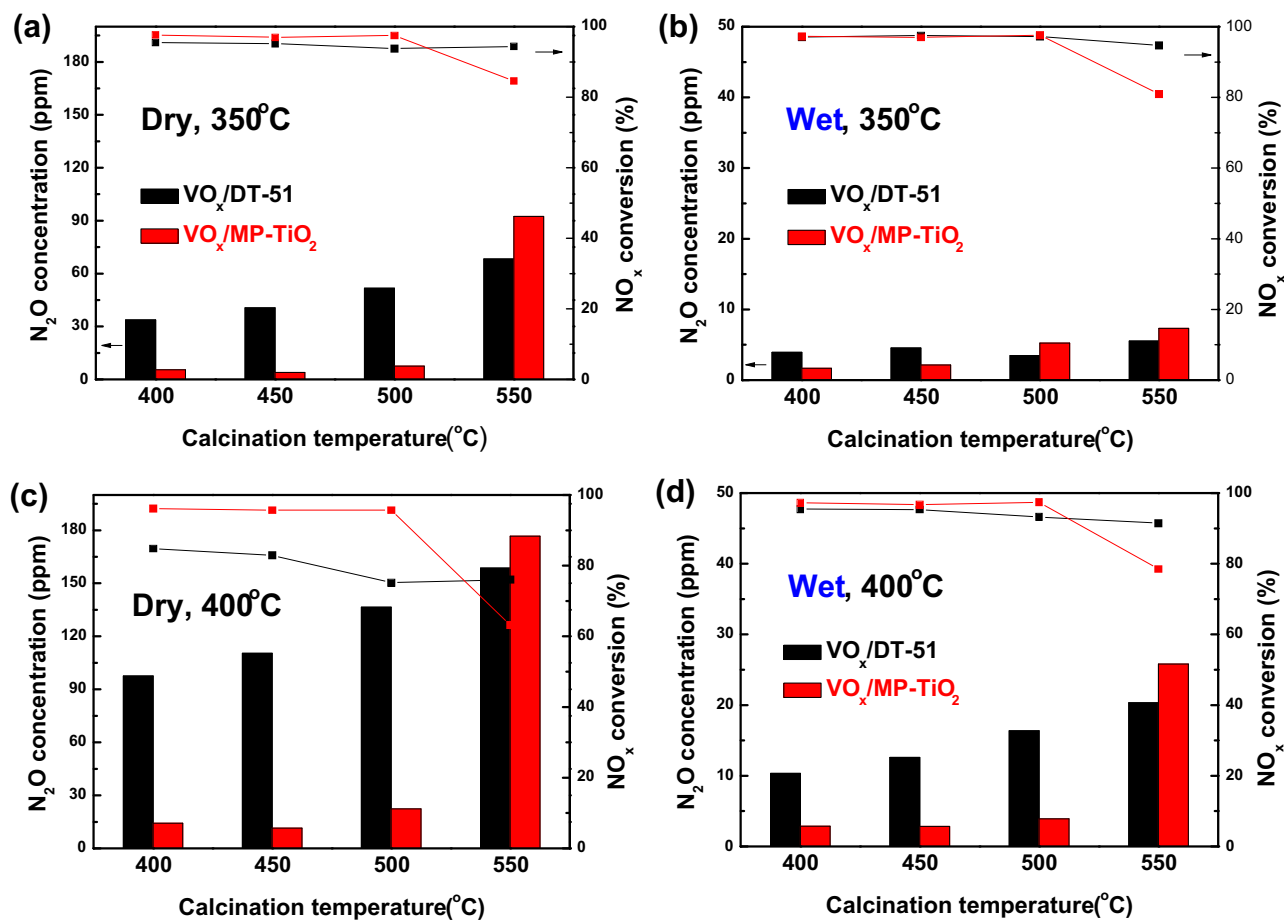 (a)
N₂O concentration (ppm)
0
30
60
90
120
150
180
Dry, 350°C
VOₓ/DT-51
VOₓ/MP-TiO₂
0
20
40
60
80
100
NOₓ conversion (%)
400 450 500 550
Calcination temperature(°C)
(b)
N₂O concentration (ppm)
0
5
10
15
20
25
30
35
40
45
50
Wet, 350°C
VOₓ/DT-51
VOₓ/MP-TiO₂
0
20
40
60
80
100
NOₓ conversion (%)
400 450 500 550
Calcination temperature(°C)
(c)
N₂O concentration (ppm)
0
30
60
90
120
150
180
Dry, 400°C
0
20
40
60
80
100
NOₓ conversion (%)
400 450 500 550
Calcination temperature(°C)
(d)
N₂O concentration (ppm)
0
10
20
30
40
50
Wet, 400°C
VOₓ/DT-51
VOₓ/MP-TiO₂
0
20
40
60
80
100
NOₓ conversion (%)
400 450 500 550
Calcination temperature(°C)